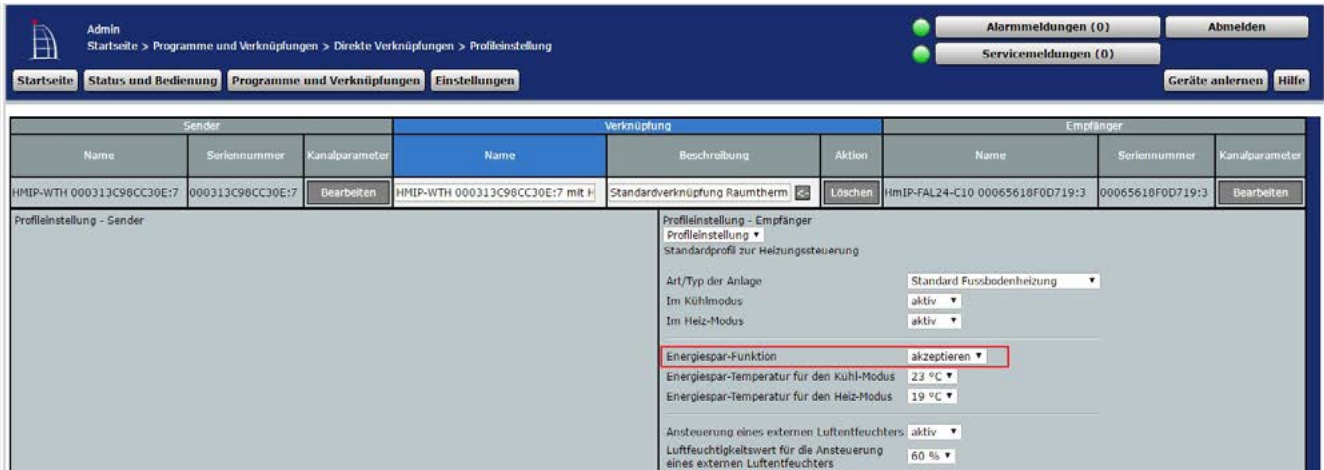 Admin
Startseite > Programme und Verknüpfungen > Direkte Verknüpfungen > Profileinstellung
Alarmmeldungen (0)
Abmelden
Servicemeldungen (0)
Startseite
Status und Bedienung
Programme und Verknüpfungen
Einstellungen
Geräte anlernen
Hilfe
Sender
Verknüpfung
Empfänger
Name
Seriennummer
Kanalparameter
Name
Beschreibung
Aktion
Name
Seriennummer
Kanalparameter
HMIP-WTH 000313C98CC30E:7
000313C98CC30E:7
Bearbeiten
HMIP-WTH 000313C98CC30E:7 mit H
Standardverknüpfung Raumtherm
<-
Löschen
HmIP-FAL24-C10 00065618F0D719:3
00065618F0D719:3
Bearbeiten
Profileinstellung - Sender
Profileinstellung - Empfänger
Profileinstellung
Standardprofil zur Heizungssteuerung
Art/Typ der Anlage
Standard Fussbodenheizung
Im Kühlmodus
aktiv
Im Heiz-Modus
aktiv
Energiespar-Funktion
akzeptieren
Energiespar-Temperatur für den Kühl-Modus
23 °C
Energiespar-Temperatur für den Heiz-Modus
19 °C
Ansteuerung eines externen Luftentfeuchters
aktiv
Luftfeuchtigkeitswert für die Ansteuerung
eines externen Luftentfeuchters
60 %